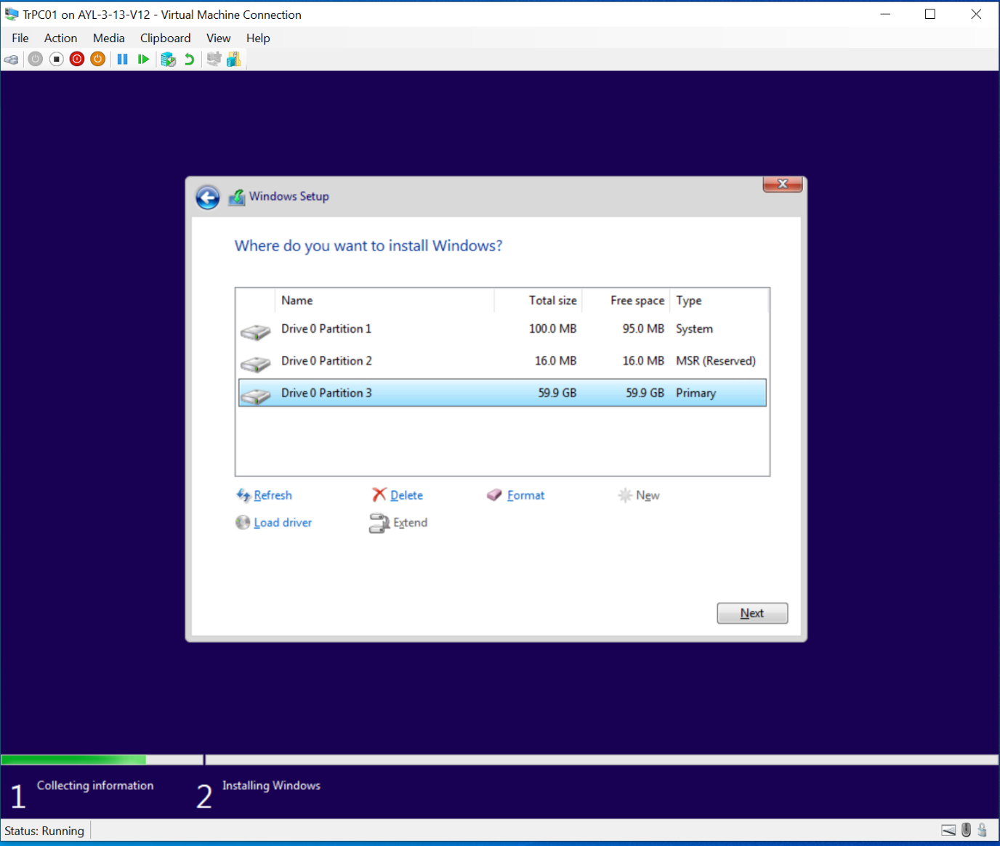 TrPC01 on AYL-3-13-V12 - Virtual Machine Connection
File Action Media Clipboard View Help
Windows Setup
Where do you want to install Windows?
Name Total size Free space Type
Drive 0 Partition 1 100.0 MB 95.0 MB System
Drive 0 Partition 2 16.0 MB 16.0 MB MSR (Reserved)
Drive 0 Partition 3 59.9 GB 59.9 GB Primary
Refresh Delete Format New
Load driver Extend
Next
1 Collecting information 2 Installing Windows
Status: Running